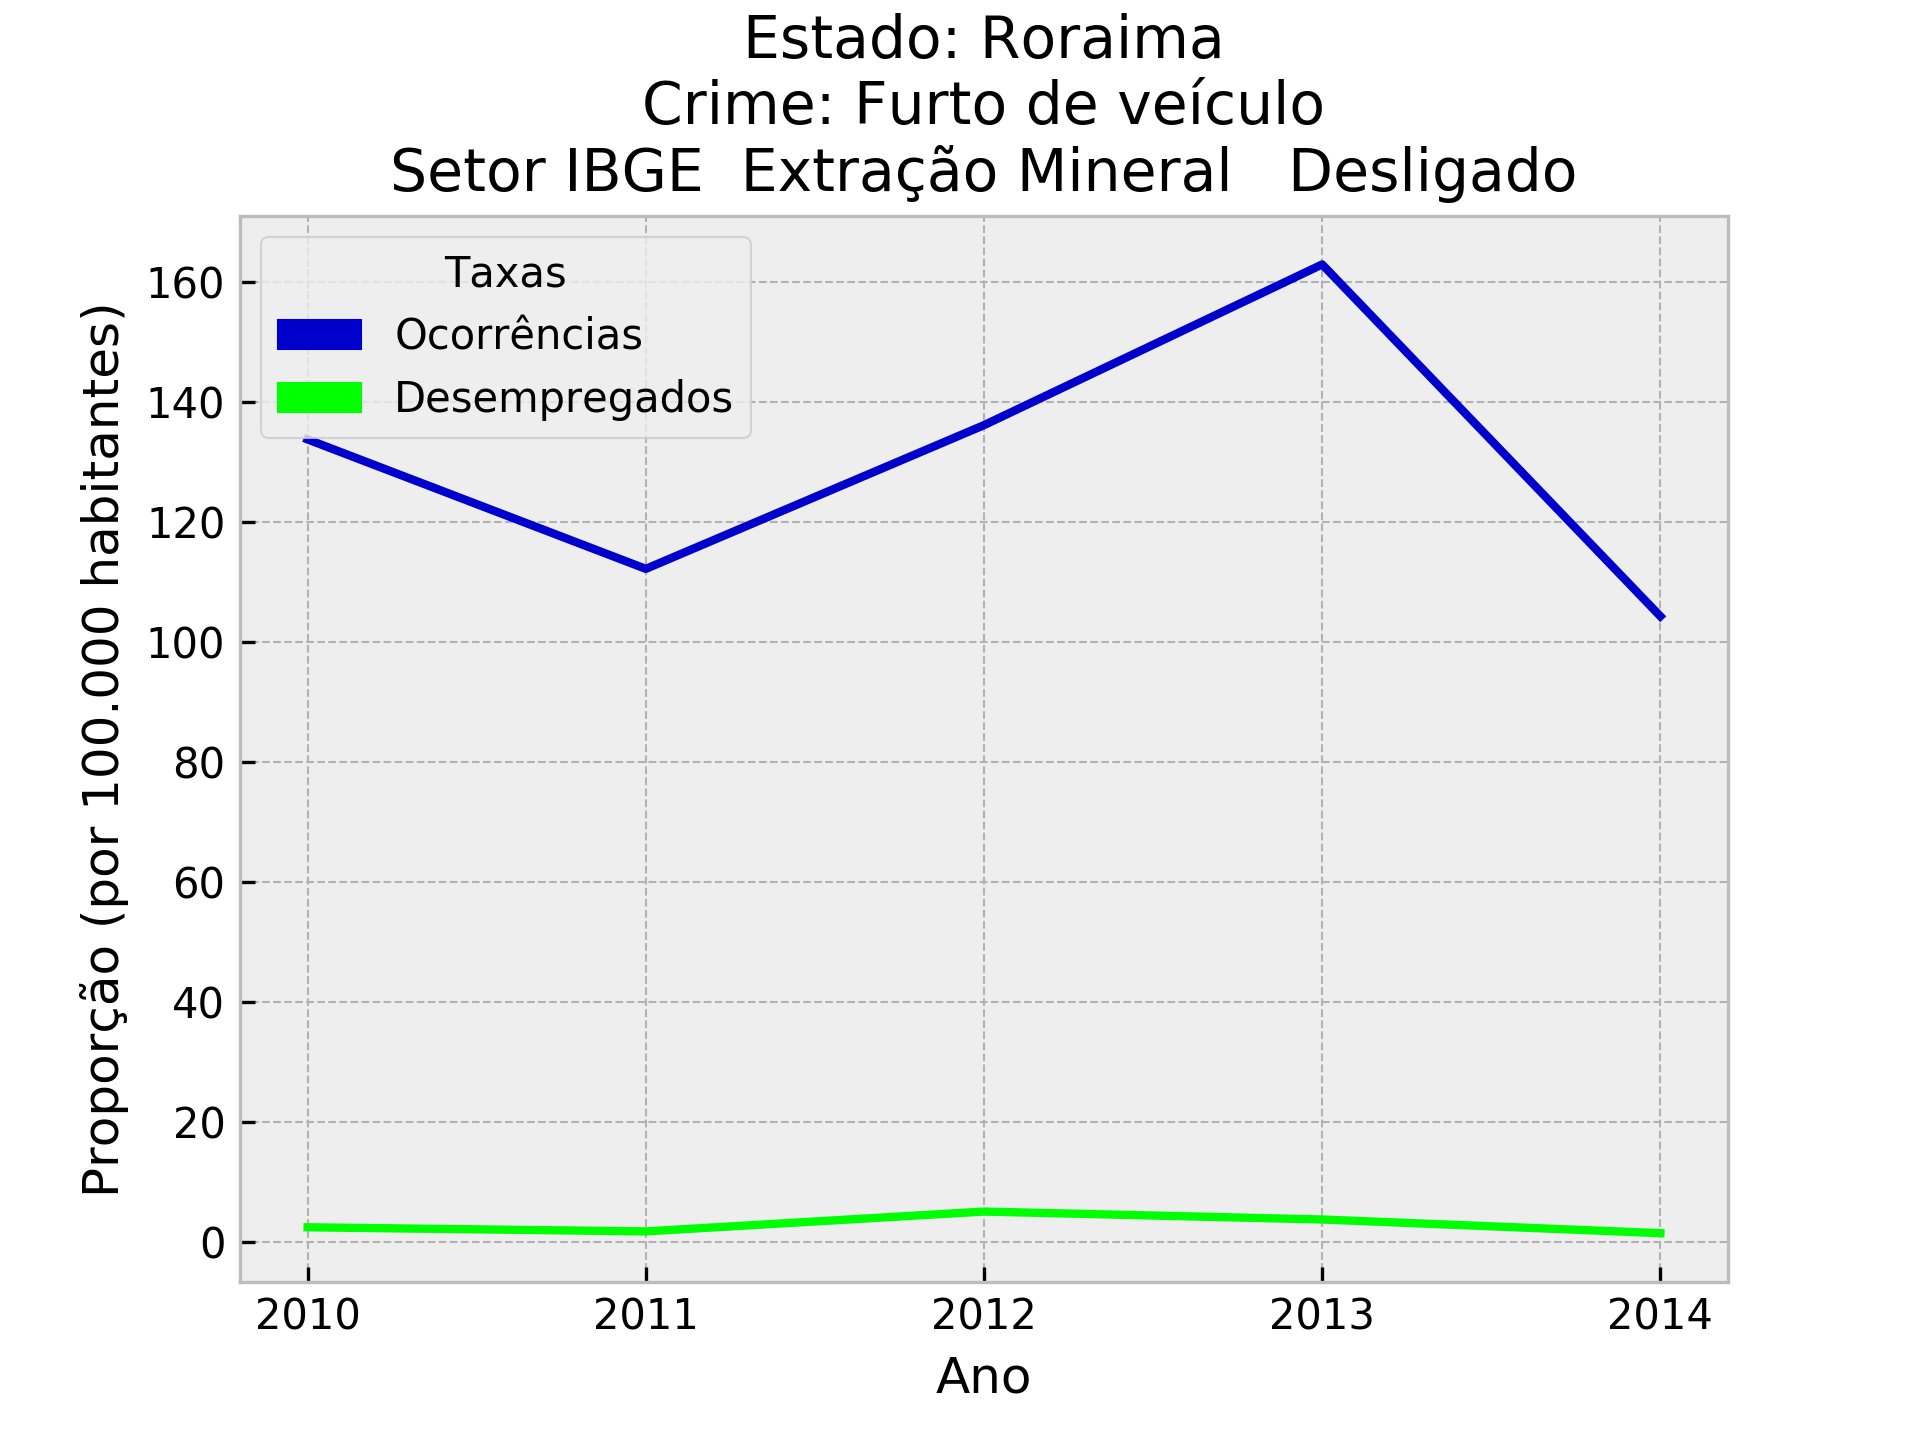 Estado: Roraima
Crime: Furto de veículo
Setor IBGE  Extração Mineral   Desligado
Proporção (por 100.000 habitantes)
160
140
120
100
80
60
40
20
0
Taxas
Ocorrências
Desempregados
2010 2011 2012 2013 2014
Ano